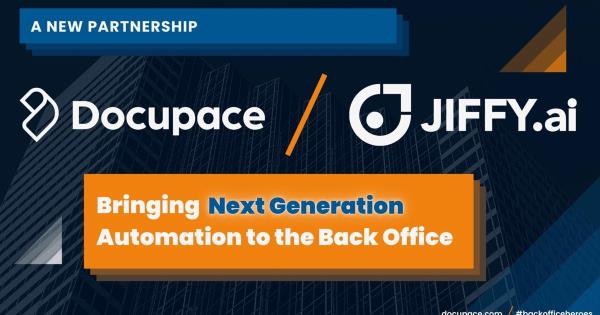 A NEW PARTNERSHIP
Docupace / JIFFY.ai
Bringing Next Generation
Automation to the Back Office
docupace.com / #backofficeheroes